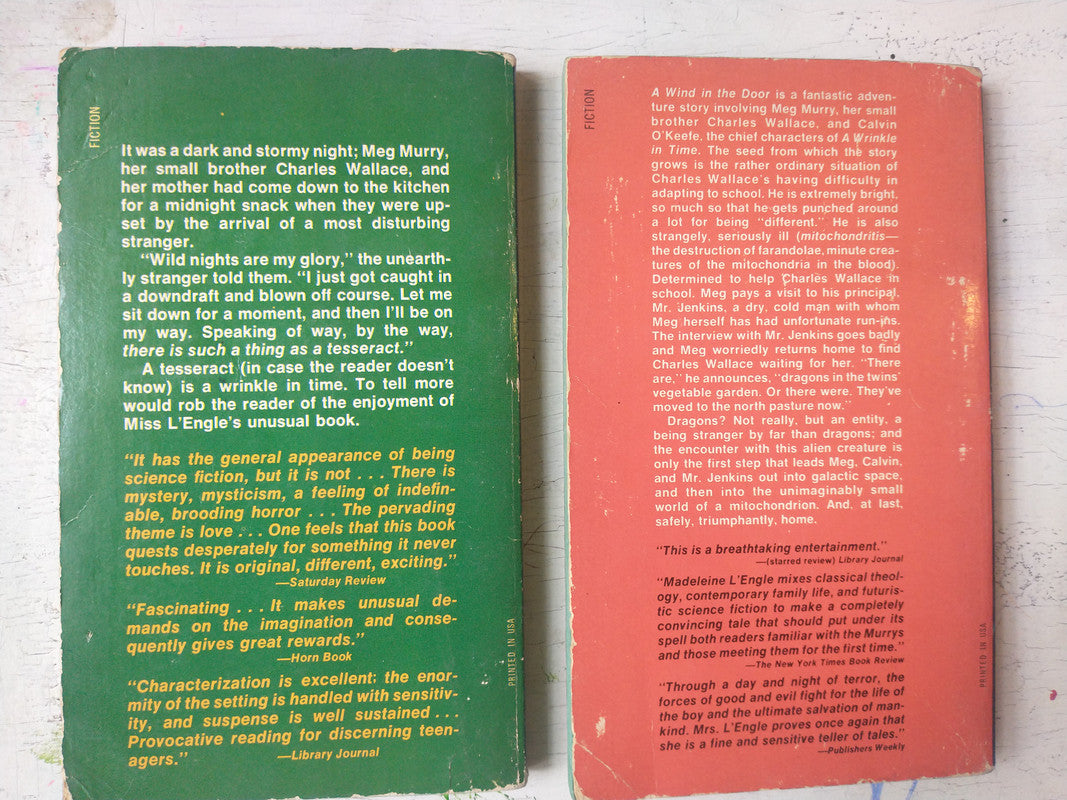 FICTION
It was a dark and stormy night; Meg Murry,
her small brother Charles Wallace, and
her mother had come down to the kitchen
for a midnight snack when they were up-
set by the arrival of a most disturbing
stranger.
"Wild nights are my glory," the unearth-
ly stranger told them. "I just got caught in
a downdraft and blown off course. Let me
sit down for a moment, and then I'll be on
my way. Speaking of way, by the way,
there is such a thing as a tesseract."
A tesseract (in case the reader doesn't
know) is a wrinkle in time. To tell more
would rob the reader of the enjoyment of
Miss L'Engle's unusual book.
"It has the general appearance of being
science fiction, but it is not . . . There is
mystery, mysticism, a feeling of indefin-
able, brooding horror . . . The pervading
theme is love . . . One feels that this book
quests desperately for something it never
touches. It is original, different, exciting."
—Saturday Review
"Fascinating . . . It makes unusual de-
mands on the imagination and conse-
quently gives great rewards."
—Horn Book
"Characterization is excellent; the enor-
mity of the setting is handled with sensitiv-
ity, and suspense is well sustained . . .
Provocative reading for discerning teen-
agers."
—Library Journal
PRINTED IN USA
FICTION
A Wind in the Door is a fantastic adven-
ture story involving Meg Murry, her small
brother Charles Wallace, and Calvin
O'Keefe, the chief characters of A Wrinkle
in Time. The seed from which the story
grows is the rather ordinary situation of
Charles Wallace's having difficulty in
adapting to school. He is extremely bright,
so much so that he gets punched around
a lot for being "different." He is also
strangely, seriously ill (mitochondritis—
the destruction of farandolae, minute crea-
tures of the mitochondria in the blood).
Determined to help Charles Wallace in
school, Meg pays a visit to his principal,
Mr. Jenkins, a dry, cold man with whom
Meg herself has had unfortunate run-ins.
The interview with Mr. Jenkins goes badly
and Meg worriedly returns home to find
Charles Wallace waiting for her. "There
are," he announces, "dragons in the twins'
vegetable garden. Or there were. They've
moved to the north pasture now."
Dragons? Not really, but an entity, a
being stranger by far than dragons; and
the encounter with this alien creature is
only the first step that leads Meg, Calvin,
and Mr. Jenkins out into galactic space,
and then into the unimaginably small
world of a mitochondrion. And, at last,
safely, triumphantly, home.
"This is a breathtaking entertainment."
—(starred review) Library Journal
"Madeleine L'Engle mixes classical theol-
ogy, contemporary family life, and futuris-
tic science fiction to make a completely
convincing tale that should put under its
spell both readers familiar with the Murrys
and those meeting them for the first time."
—The New York Times Book Review
"Through a day and night of terror, the
forces of good and evil fight for the life of
the boy and the ultimate salvation of man-
kind. Mrs. L'Engle proves once again that
she is a fine and sensitive teller of tales."
—Publishers Weekly
PRINTED IN USA